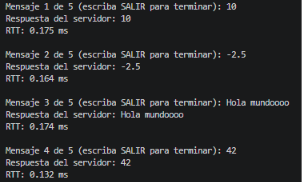 Mensaje 1 de 5 (escriba SALIR para terminar): 10
Respuesta del servidor: 10
RTT: 0.175 ms
Mensaje 2 de 5 (escriba SALIR para terminar): -2.5
Respuesta del servidor: -2.5
RTT: 0.164 ms
Mensaje 3 de 5 (escriba SALIR para terminar): Hola mundoooo
Respuesta del servidor: Hola mundoooo
RTT: 0.174 ms
Mensaje 4 de 5 (escriba SALIR para terminar): 42
Respuesta del servidor: 42
RTT: 0.132 ms